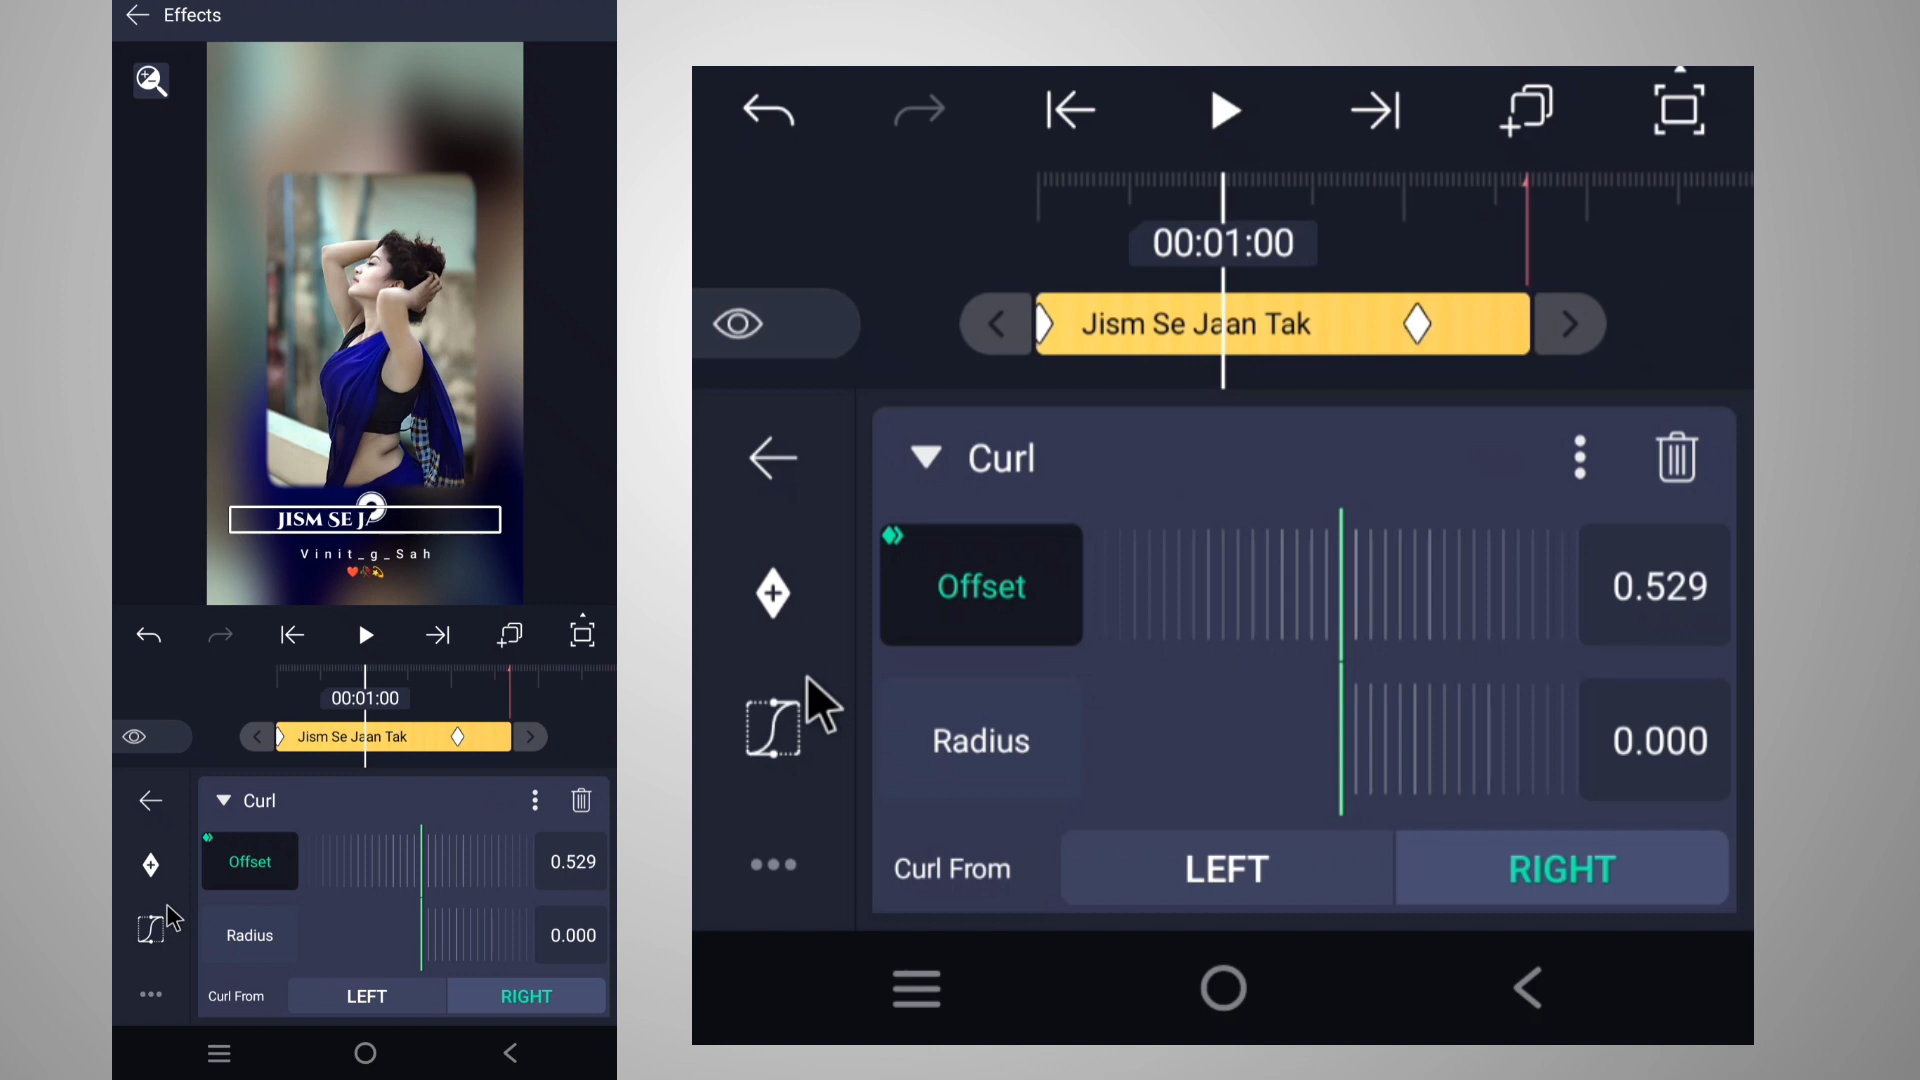 Effects
JISM SE JA
Vinit_g_Sah
00:01:00
Jism Se Jaan Tak
Curl
Offset
0.529
Radius
0.000
Curl From
LEFT
RIGHT
00:01:00
Jism Se Jaan Tak
Curl
Offset
0.529
Radius
0.000
Curl From
LEFT
RIGHT